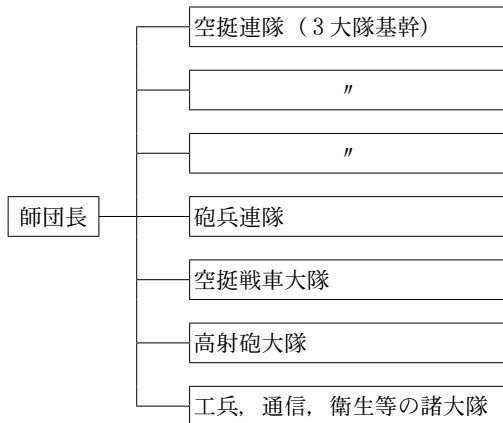 空挺連隊（３大隊基幹）
〃
〃
師団長
砲兵連隊
空挺戦車大隊
高射砲大隊
工兵，通信，衛生等の諸大隊